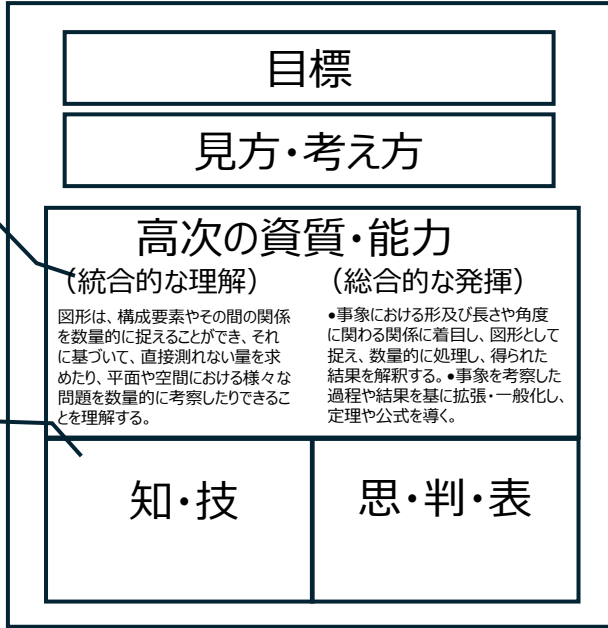 目標
見方・考え方
高次の資質・能力
（統合的な理解）
（総合的な発揮）
図形は、構成要素やその間の関係
を数量的に捉えることができ、それ
に基づいて、直接測れない量を求
めたり、平面や空間における様々な
問題を数量的に考察したりできるこ
とを理解する。
•事象における形及び長さや角度
に関わる関係に着目し、図形として
捉え、数量的に処理し、得られた
結果を解釈する。•事象を考察した
過程や結果を基に拡張・一般化し、
定理や公式を導く。
知・技
思・判・表